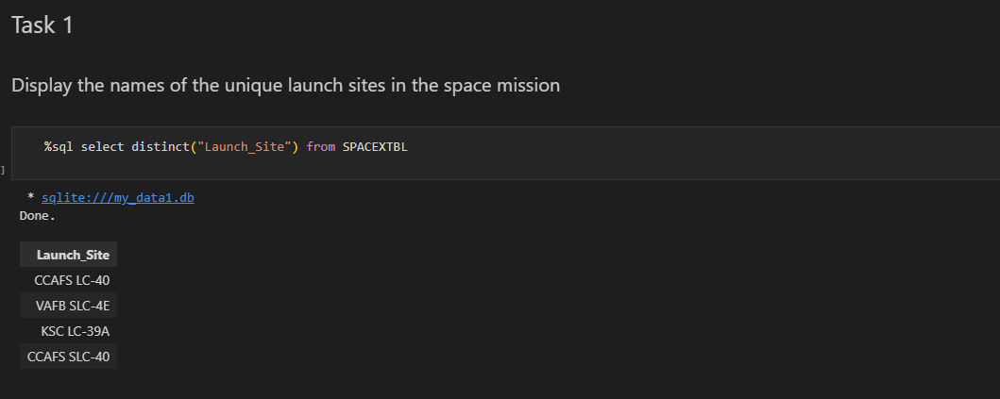 Task 1
Display the names of the unique launch sites in the space mission
%sql select distinct("Launch_Site") from SPACEXTBL
]
* sqlite:///my_data1.db
Done.
Launch_Site
CCAFS LC-40
VAFB SLC-4E
KSC LC-39A
CCAFS SLC-40